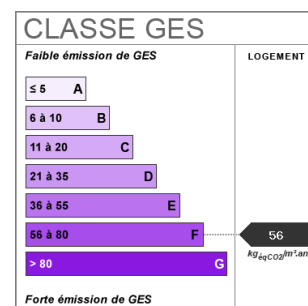 CLASSE GES
Faible émission de GES
LOGEMENT
≤ 5 A
6 à 10 B
11 à 20 C
21 à 35 D
36 à 55 E
56 à 80 F
56
kgéqCO2/m².an
> 80 G
Forte émission de GES